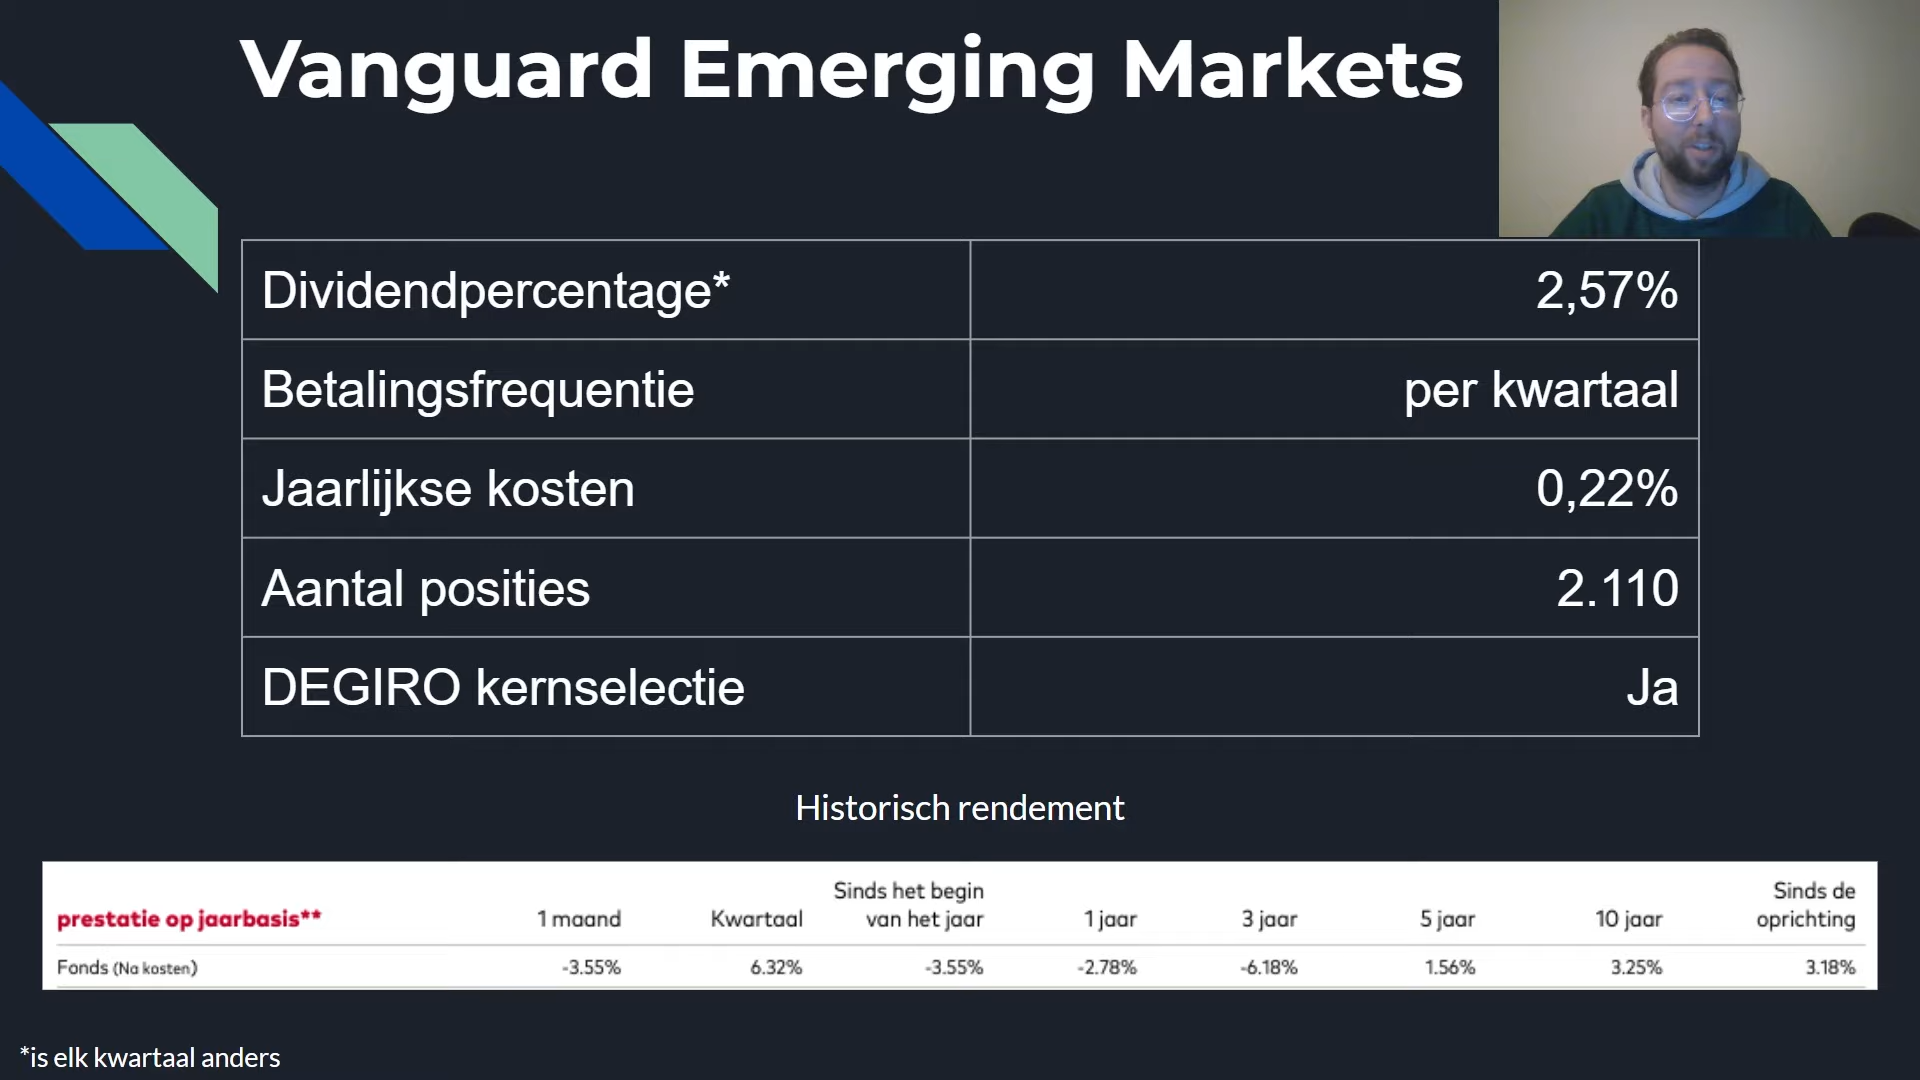 Vanguard Emerging Markets
Dividendpercentage* 2,57%
Betalingsfrequentie per kwartaal
Jaarlijkse kosten 0,22%
Aantal posities 2.110
DEGIRO kernselectie Ja
Historisch rendement
prestatie op jaarbasis** 1 maand Kwartaal Sinds het begin van het jaar 1 jaar 3 jaar 5 jaar 10 jaar Sinds de oprichting
Fonds (Na kosten) -3.55% 6.32% -3.55% -2.78% -6.18% 1.56% 3.25% 3.18%
*is elk kwartaal anders